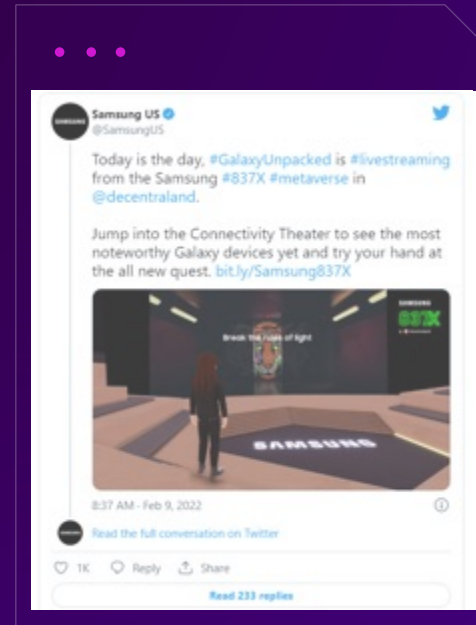 Samsung US
@SamsungUS
Today is the day, #GalaxyUnpacked is #livestreaming
from the Samsung #837X #metaverse in
@decentraland.
Jump into the Connectivity Theater to see the most
noteworthy Galaxy devices yet and try your hand at
the all new quest. bit.ly/Samsung837X
SAMSUNG
837X
Break the rules of light
SAMSUNG
8:37 AM - Feb 9, 2022
Read the full conversation on Twitter
1K Reply Share
Read 233 replies